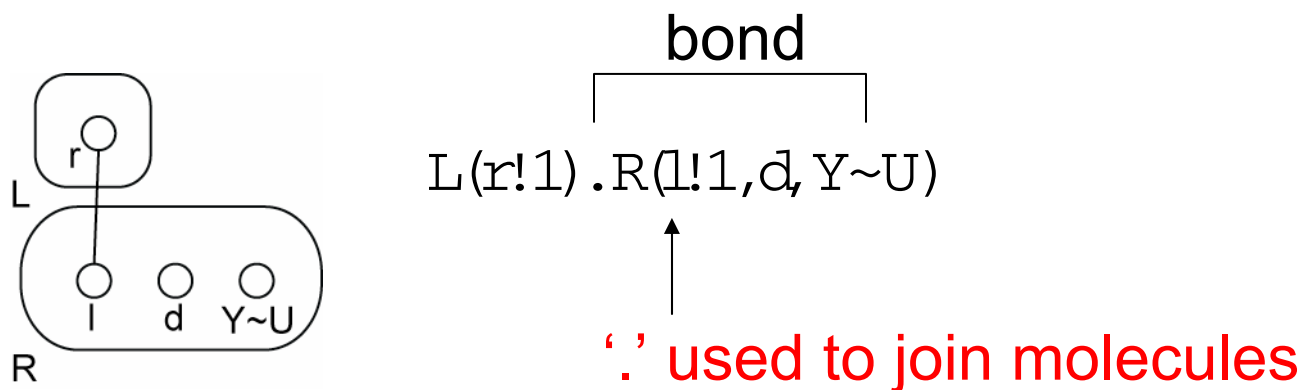 bond
r
L
L(r!1).R(l!1,d,Y~U)
l d Y~U
R
‘.’ used to join molecules